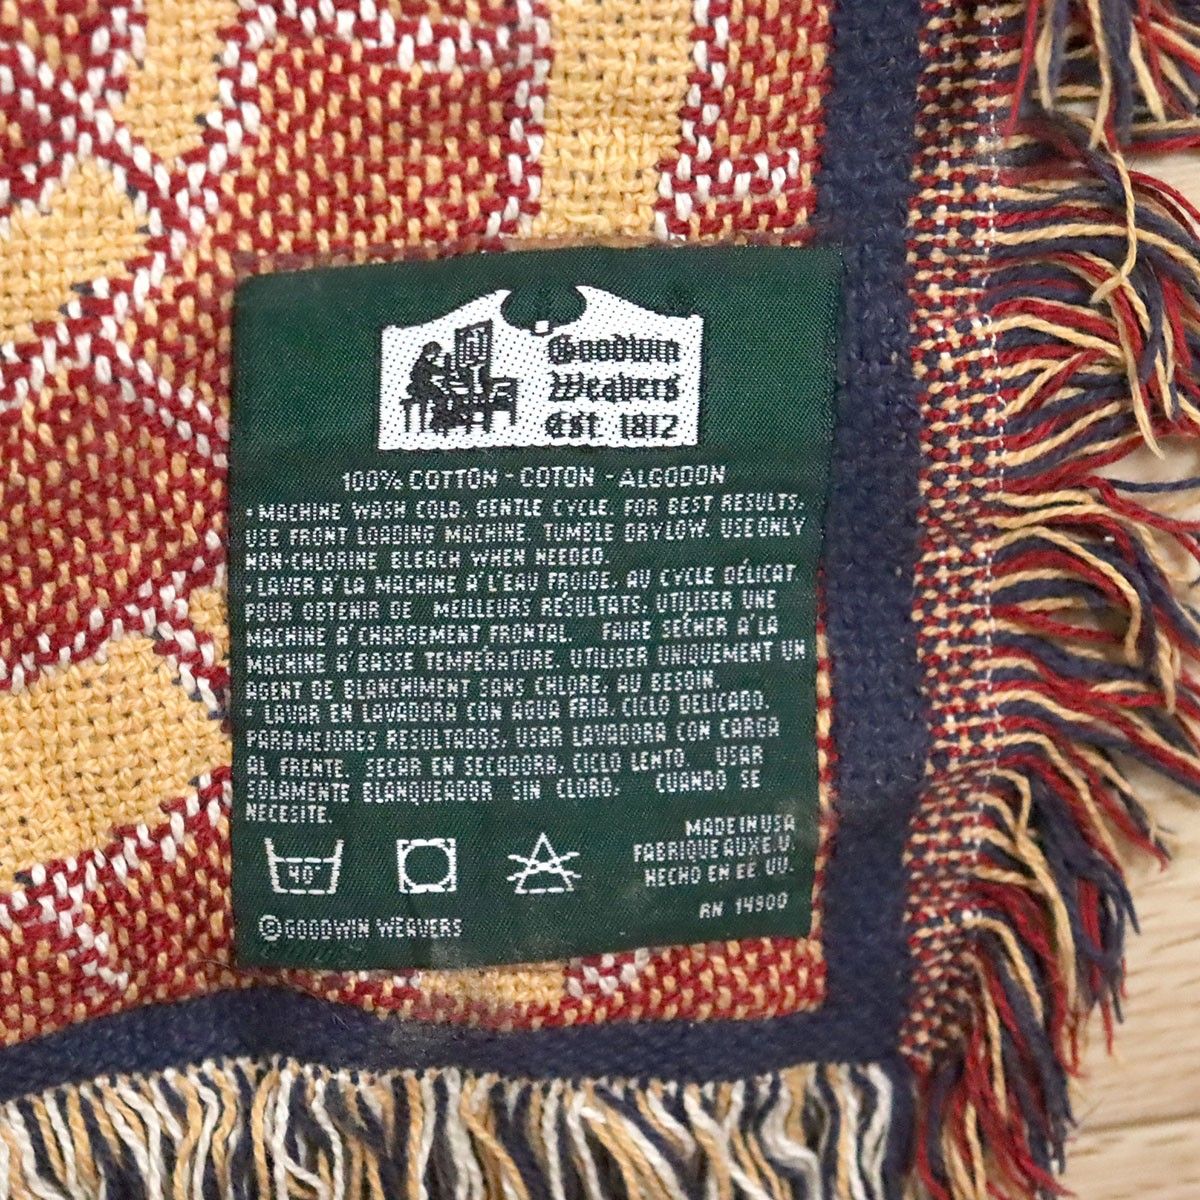 Goodwin
Weavers
Est 1812
100% COTTON - COTON - ALGODON
• MACHINE WASH COLD. GENTLE CYCLE. FOR BEST RESULTS.
USE FRONT LOADING MACHINE. TUMBLE DRY LOW. USE ONLY
NON-CHLORINE BLEACH WHEN NEEDED.
• LAVER A'LA MACHINE A'L'EAU FROIDE. AU CYCLE DÉLICAT.
POUR OBTENIR DE MEILLEURS RÉSULTATS. UTILISER UNE
MACHINE A'CHARGEMENT FRONTAL. FAIRE SÉCHER A'LA
MACHINE A'BASSE TEMPÉRATURE. UTILISER UNIQUEMENT UN
AGENT DE BLANCHIMENT SANS CHLORE. AU BESOIN.
• LAVAR EN LAVADORA CON AGUA FRIA. CICLO DELICADO.
PARA MEJORES RESULTADOS. USAR LAVADORA CON CARGA
AL FRENTE. SECAR EN SECADORA. CICLO LENTO. USAR
SOLAMENTE BLANQUEADOR SIN CLORO. CUANDO SE
NECESITE.
MADE IN USA
FABRIQUE AUX E.U.
HECHO EN EE. UU.
40°
RN 14900
©GOODWIN WEAVERS